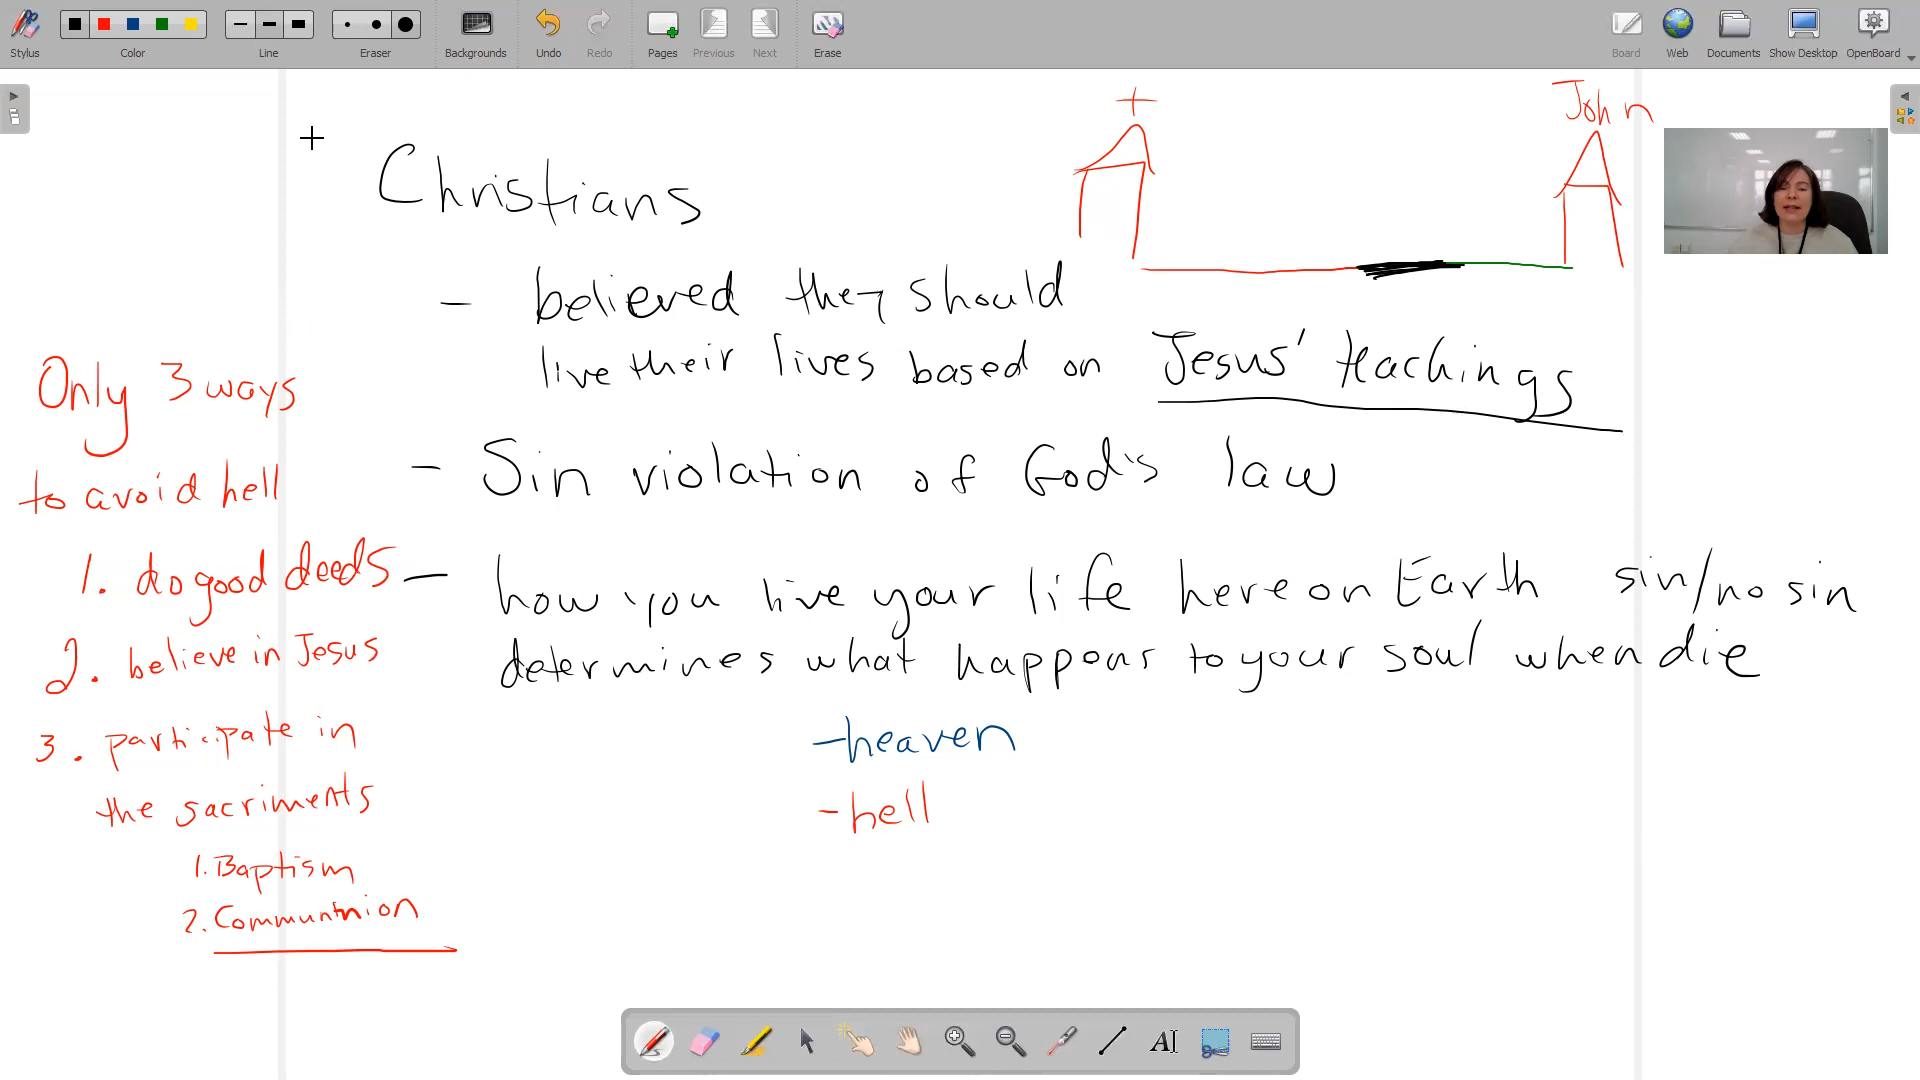 Stylus
Color
Line
Eraser
Backgrounds
Undo
Redo
Pages
Previous
Next
Erase
Board
Web
Documents
Show Desktop
OpenBoard
John
Christians
- believed they should
live their lives based on Jesus' teachings
- Sin violation of God's law
- how you live your life here on Earth sin/no sin
determines what happens to your soul when die
- heaven
- hell
Only 3 ways
to avoid hell
1. do good deeds
2. believe in Jesus
3. participate in
the sacriments
1. Baptism
2. Communion